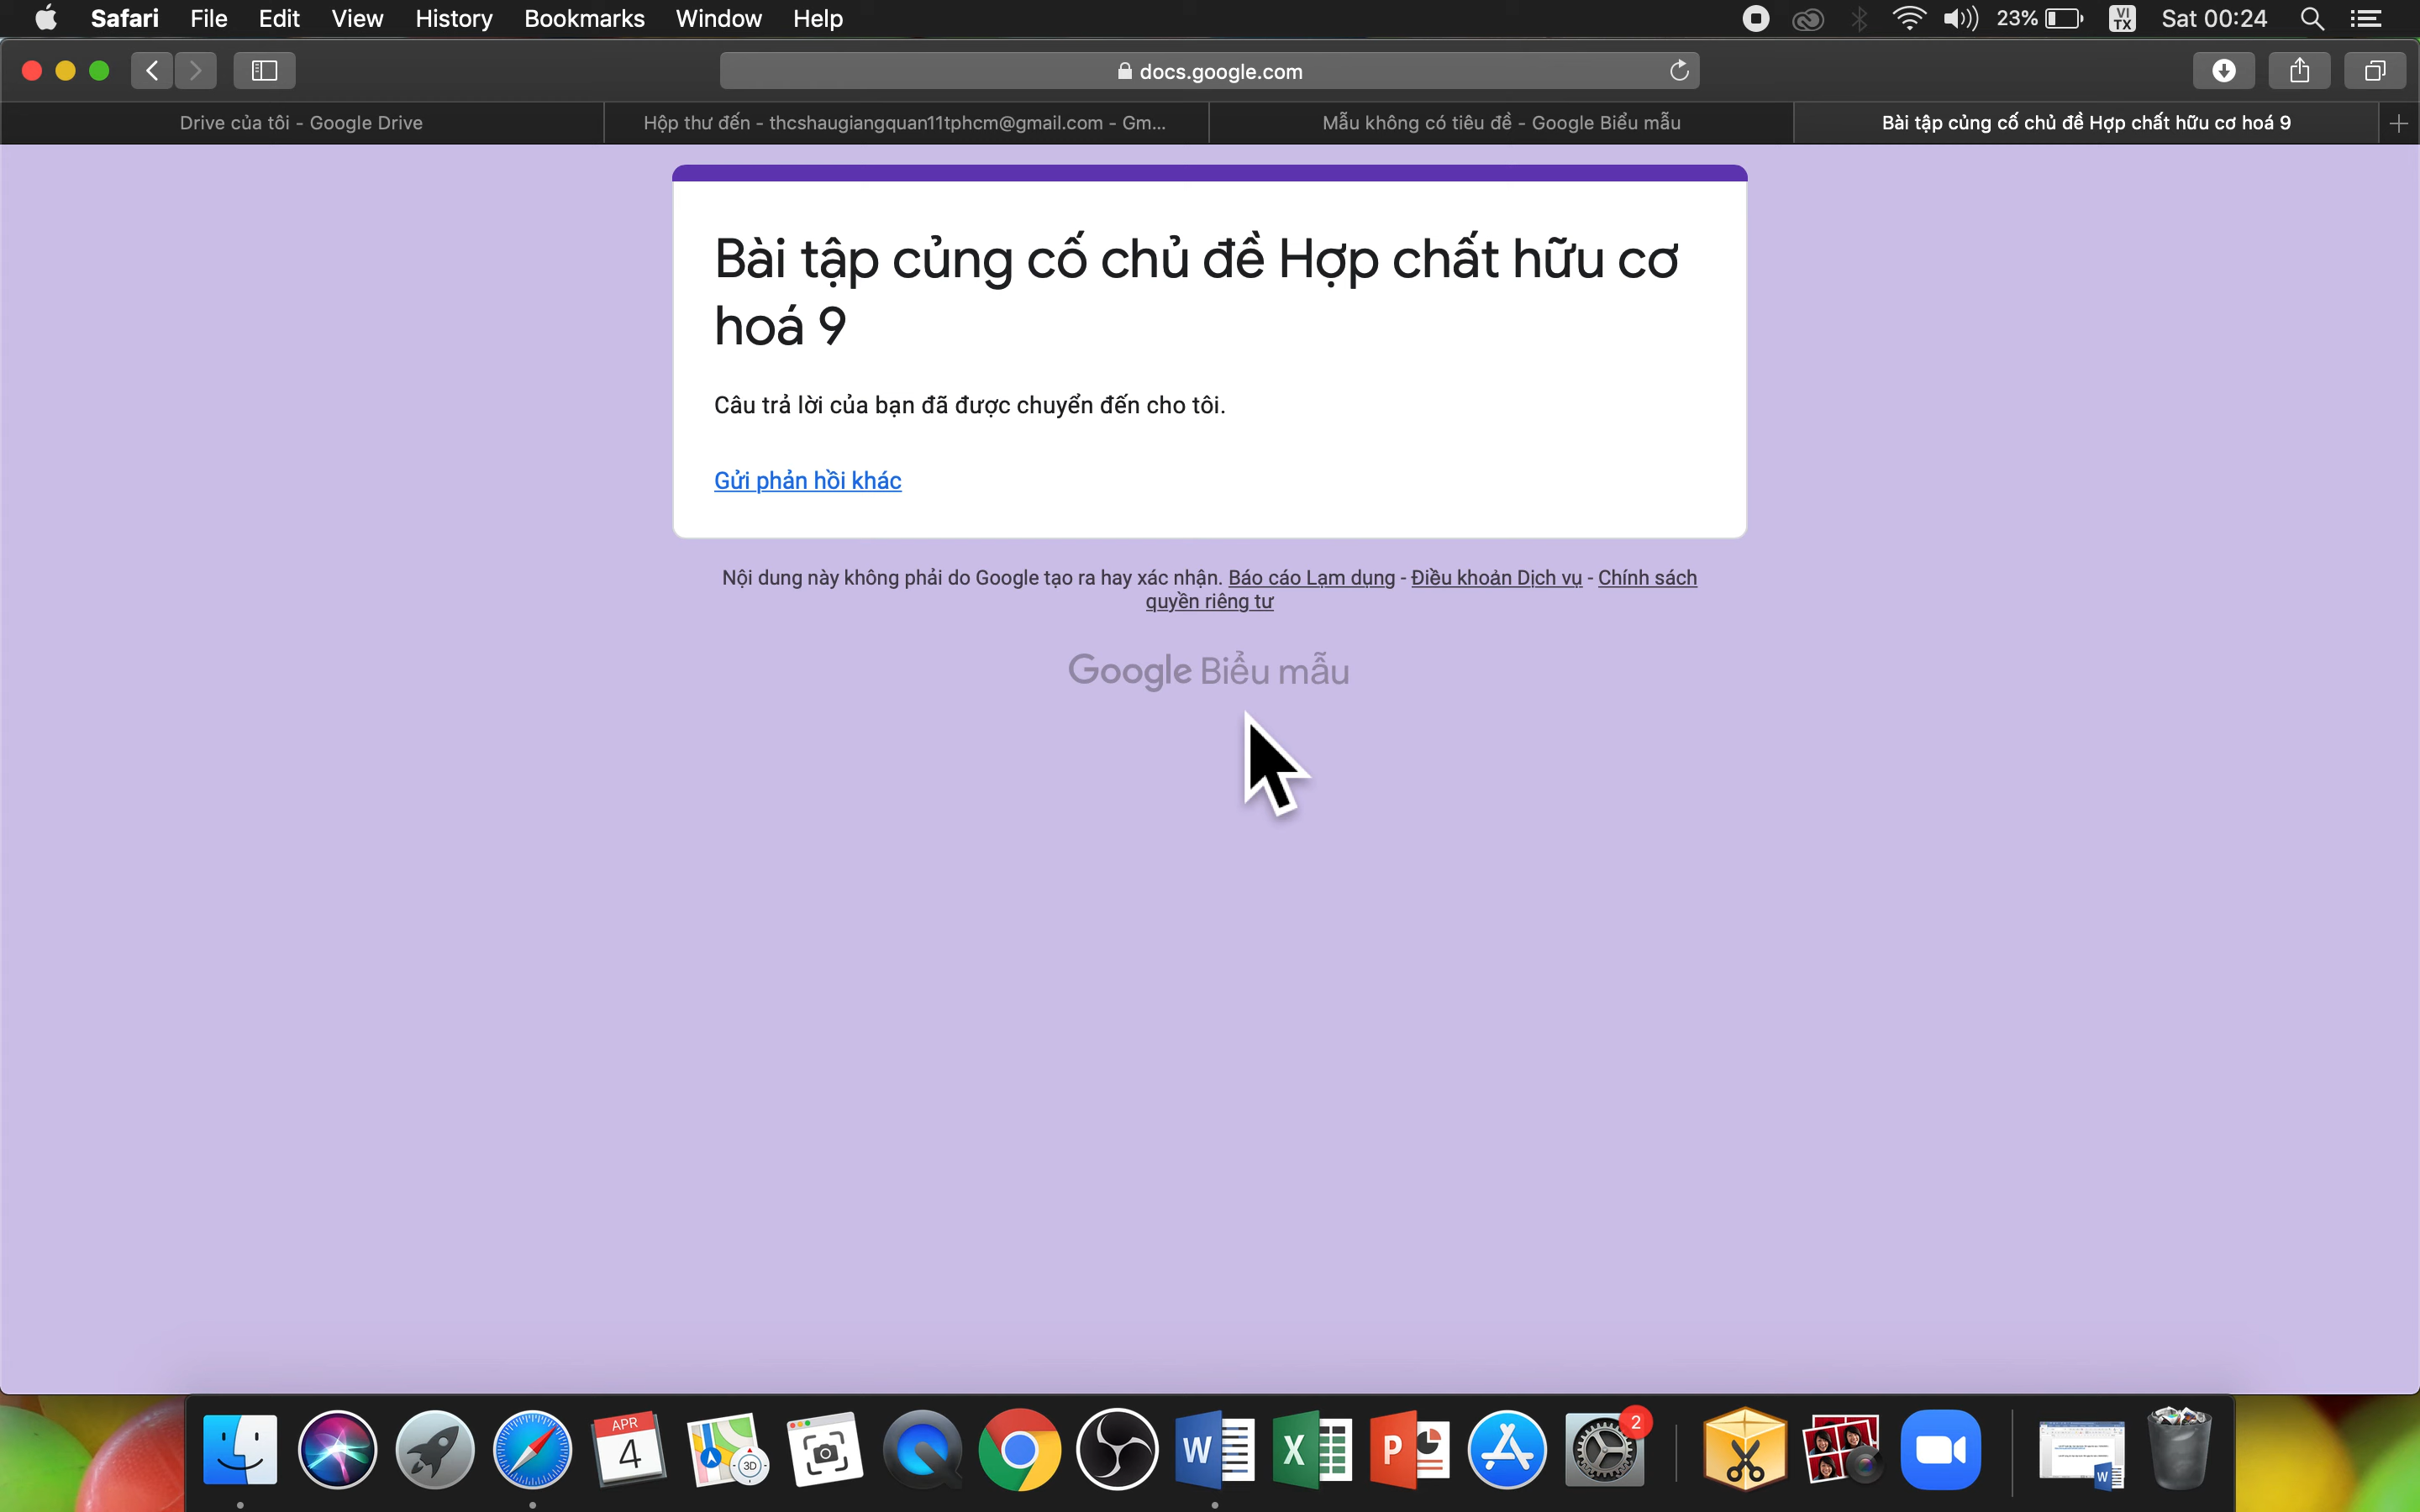 Safari File Edit View History Bookmarks Window Help 23% VI TX Sat 00:24
docs.google.com
Drive của tôi - Google Drive
Hộp thư đến - thcshaugiangquan11tphcm@gmail.com - Gm...
Mẫu không có tiêu đề - Google Biểu mẫu
Bài tập củng cố chủ đề Hợp chất hữu cơ hoá 9
Bài tập củng cố chủ đề Hợp chất hữu cơ
hoá 9
Câu trả lời của bạn đã được chuyển đến cho tôi.
Gửi phản hồi khác
Nội dung này không phải do Google tạo ra hay xác nhận. Báo cáo Lạm dụng - Điều khoản Dịch vụ - Chính sách
quyền riêng tư
Google Biểu mẫu
APR
4
3D
W
X
P
2
W